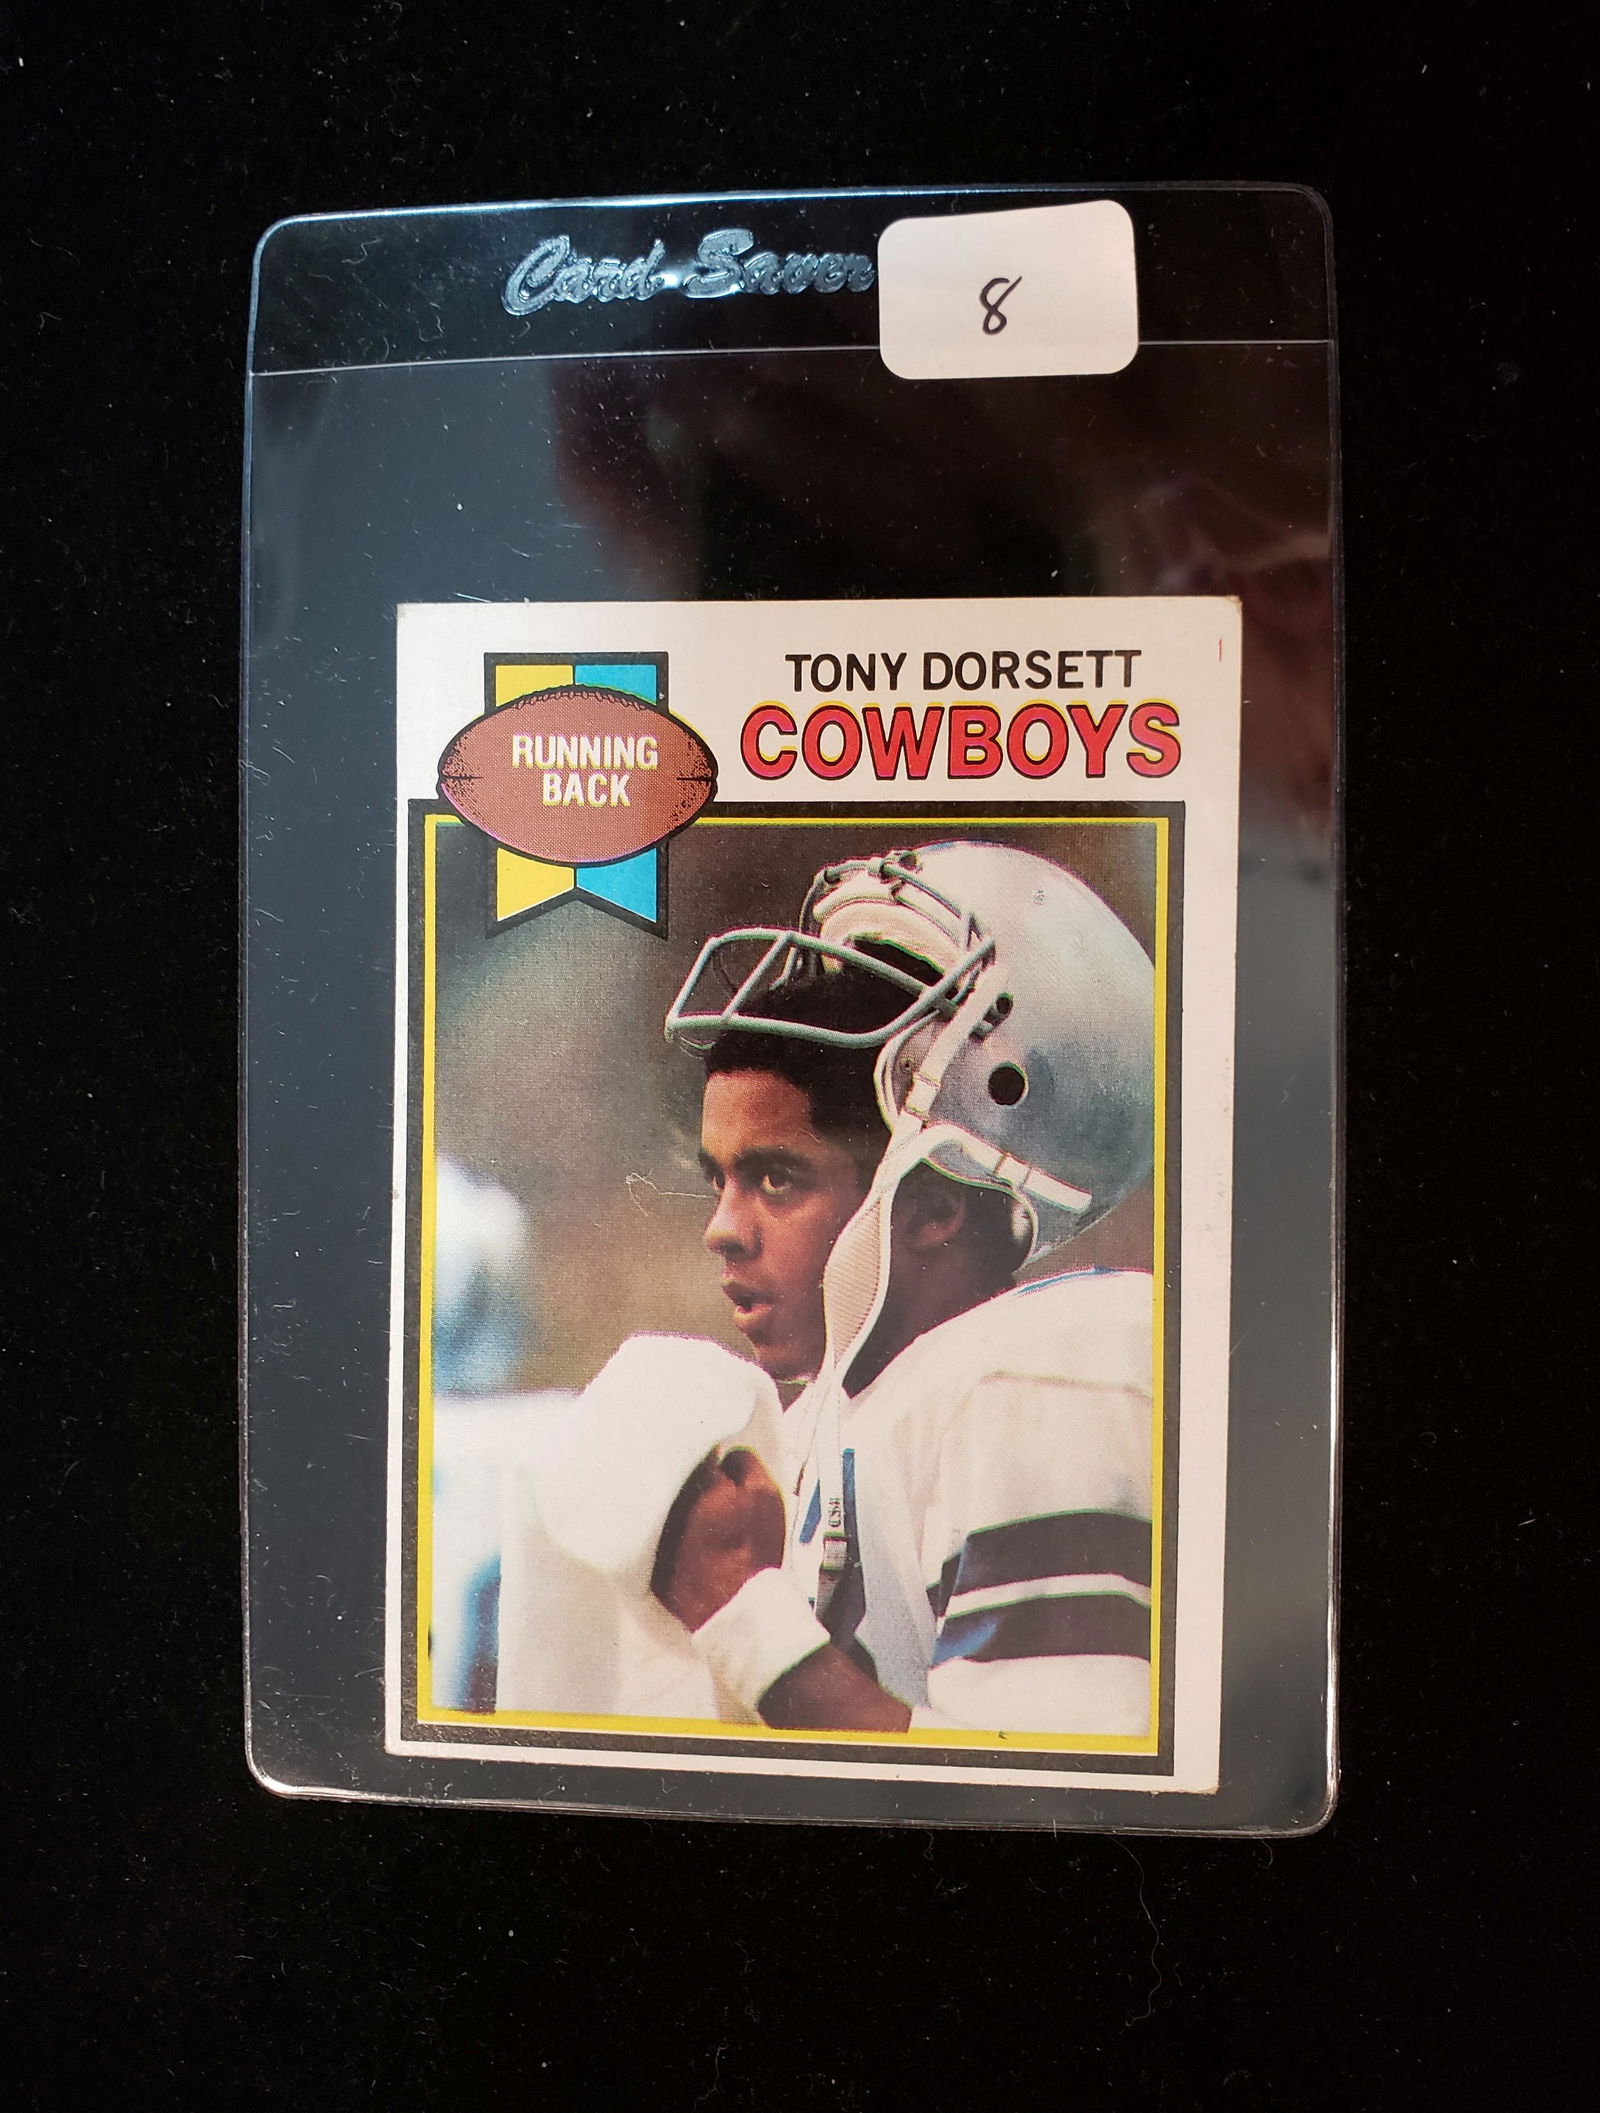 Card Saver
8
TONY DORSETT
COWBOYS
RUNNING
BACK